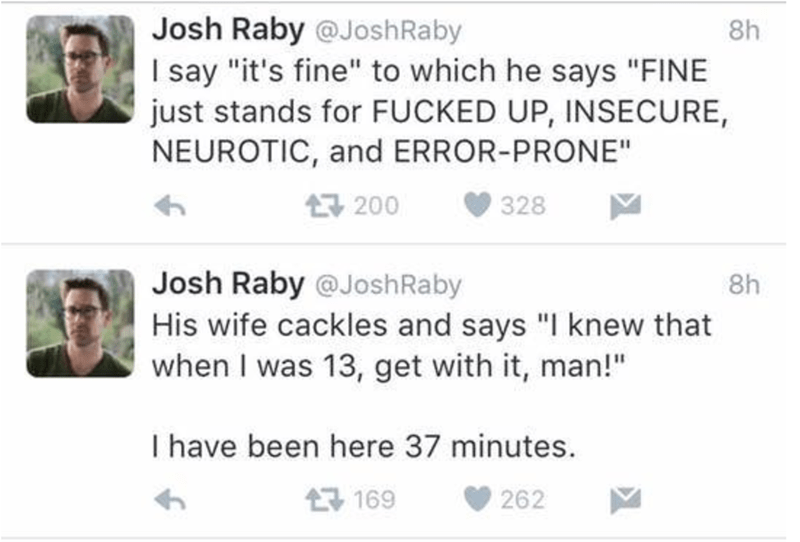 Josh Raby @JoshRaby 8h
I say "it's fine" to which he says "FINE
just stands for FUCKED UP, INSECURE,
NEUROTIC, and ERROR-PRONE"
200 328
Josh Raby @JoshRaby 8h
His wife cackles and says "I knew that
when I was 13, get with it, man!"
I have been here 37 minutes.
169 262